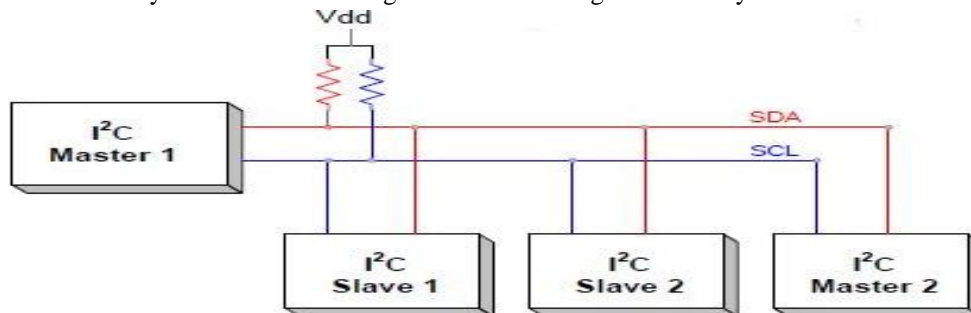 Vdd
I²C
Master 1
SDA
SCL
I²C
Slave 1
I²C
Slave 2
I²C
Master 2